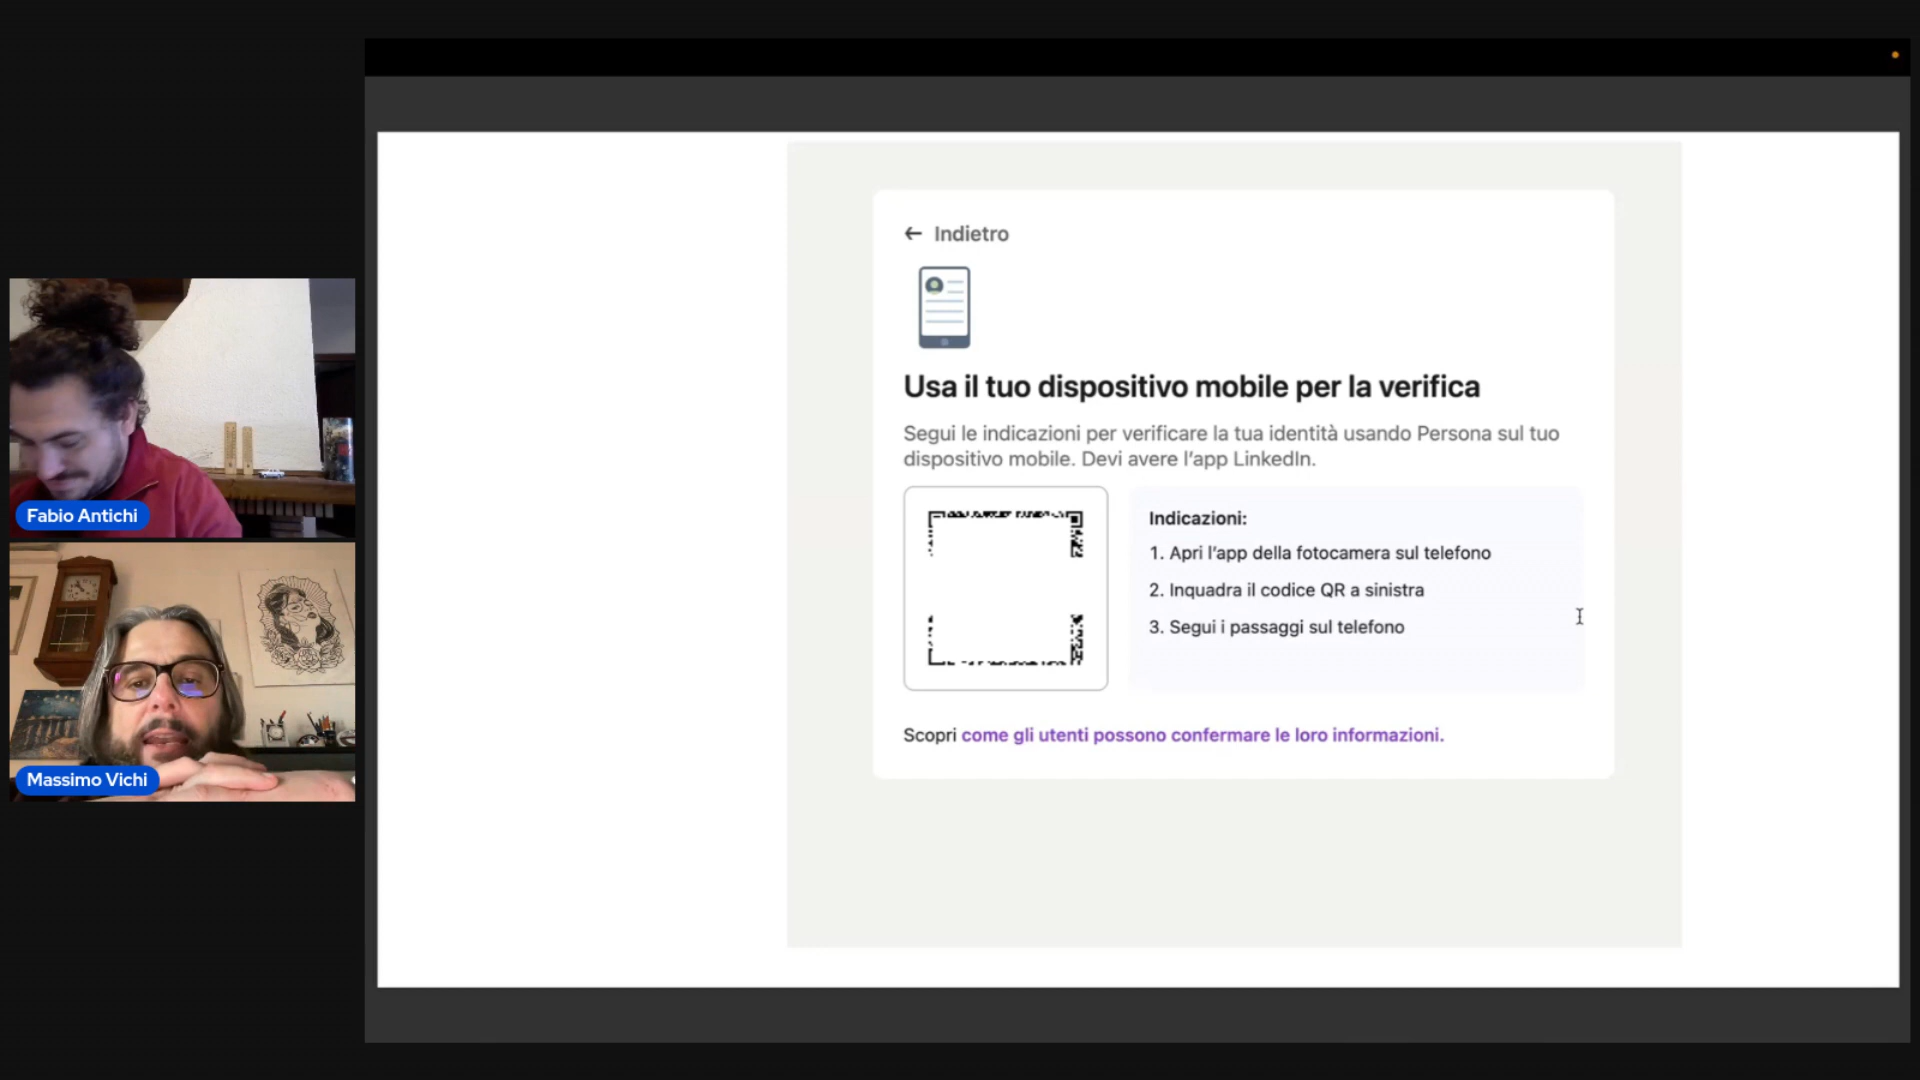 Indietro
Usa il tuo dispositivo mobile per la verifica
Segui le indicazioni per verificare la tua identità usando Persona sul tuo
dispositivo mobile. Devi avere l'app LinkedIn.
Indicazioni:
1. Apri l'app della fotocamera sul telefono
2. Inquadra il codice QR a sinistra
3. Segui i passaggi sul telefono
Scopri come gli utenti possono confermare le loro informazioni.
Fabio Antichi
Massimo Vichi